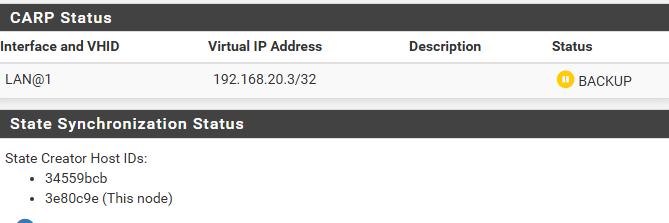 CARP Status
Interface and VHID Virtual IP Address Description Status
LAN@1 192.168.20.3/32 BACKUP
State Synchronization Status
State Creator Host IDs:
34559bcb
3e80c9e (This node)